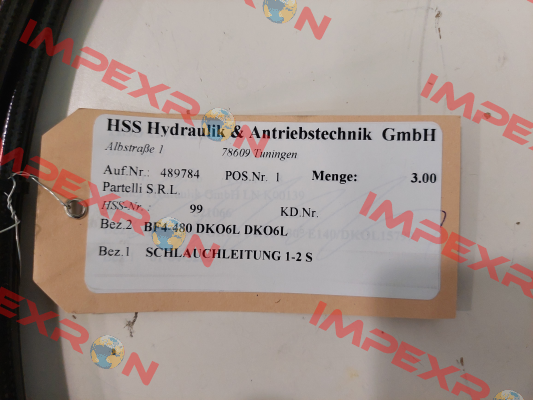 HSS Hydraulik & Antriebstechnik GmbH
Albstraße 1 78609 Tuningen
Auf.Nr.: 489784 POS.Nr. 1 Menge: 3.00
Partelli S.R.L.
HSS-Nr.: 99 KD.Nr.
Bez.2 BF4-480 DKO6L DKO6L
Bez.1 SCHLAUCHLEITUNG 1-2 S
IMPEXRON
IMPEXRON
IMPEXRON
IMPEXRON
IMPEXRON